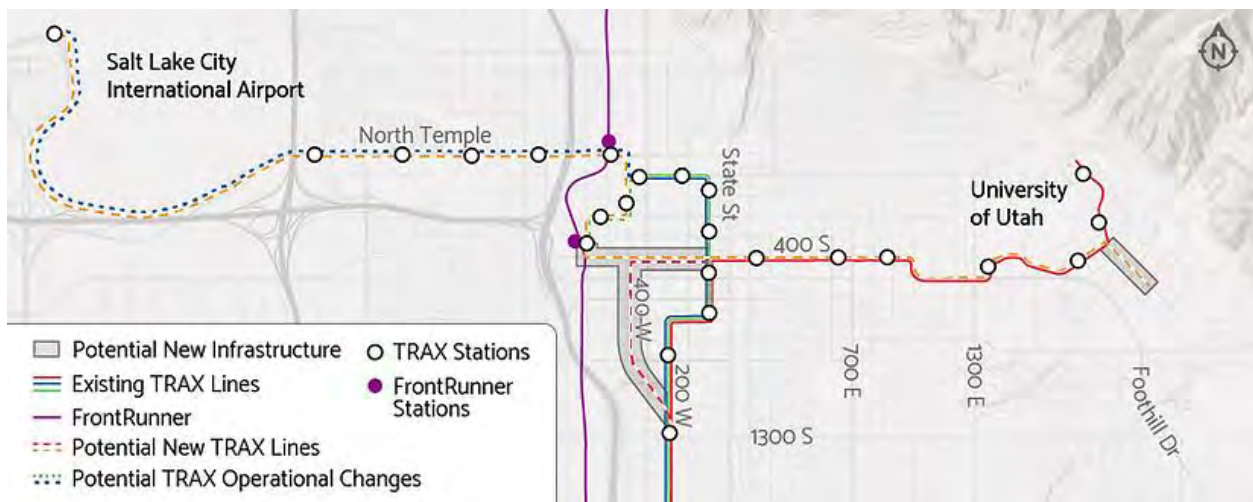 Salt Lake City
International Airport
N
North Temple
State St
University
of Utah
400 S
400 W
200 W
700 E
1300 E
Foothill Dr
1300 S
Potential New Infrastructure
Existing TRAX Lines
FrontRunner
Potential New TRAX Lines
Potential TRAX Operational Changes
TRAX Stations
FrontRunner
Stations